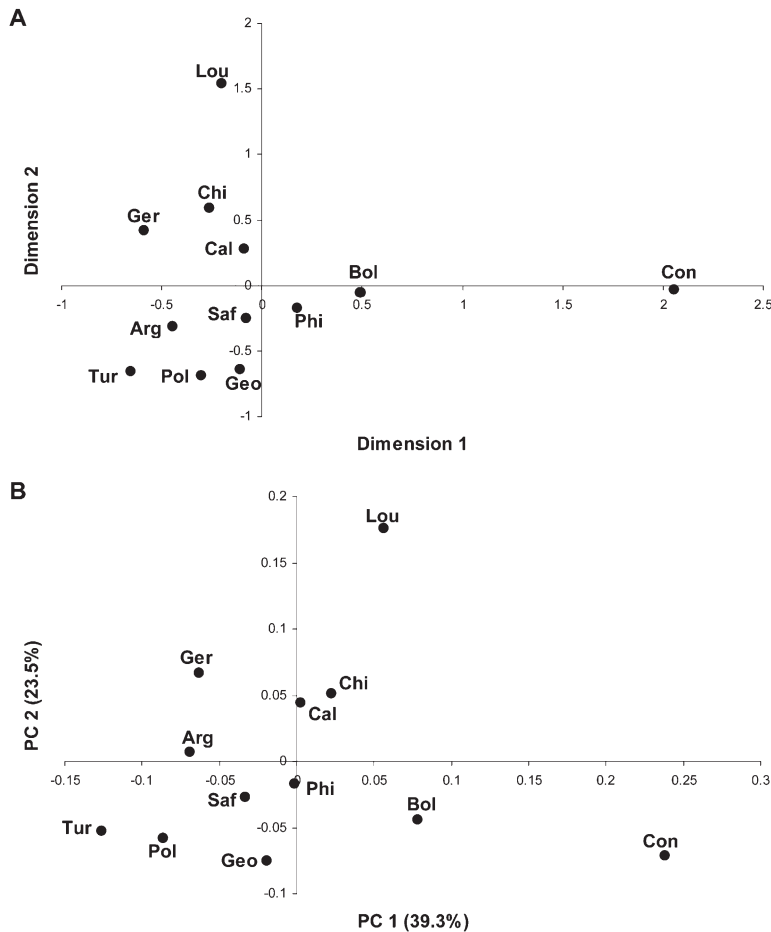 A
2
Lou
1.5
1
Chi
Ger
0.5
Cal
Dimension 2
Bol
Con
-1 -0.5 0 0.5 1 1.5 2 2.5
Saf
Phi
Arg
-0.5
Tur Pol Geo
-1
Dimension 1
B
0.2
Lou
0.15
0.1
Ger
Chi
0.05
Cal
PC 2 (23.5%)
Arg
0
-0.15 -0.1 -0.05 0 0.05 0.1 0.15 0.2 0.25 0.3
Phi
Saf
Bol
Tur
-0.05
Pol
Con
Geo
-0.1
PC 1 (39.3%)